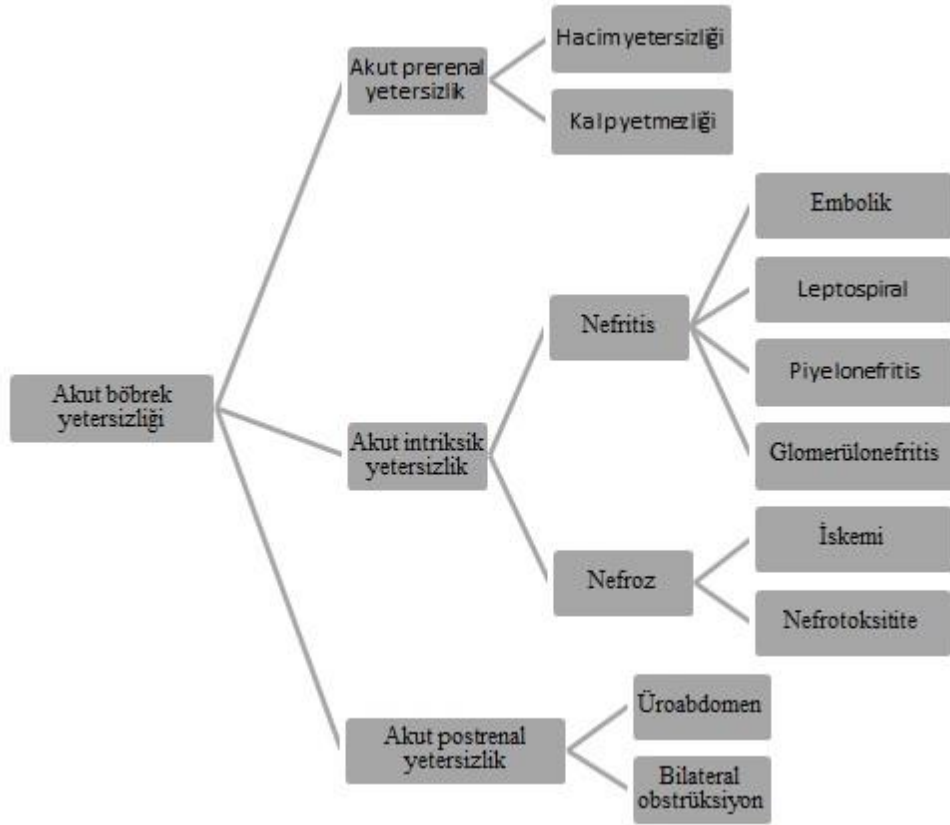 Akut böbrek
yetersizliği
Akut prerenal
yetersizlik
Hacim yetersizliği
Kalp yetmezliği
Akut intriksik
yetersizlik
Nefritis
Embolik
Leptospiral
Piyelonefritis
Glomerülonefritis
Nefroz
İskemi
Nefrotoksitite
Akut postrenal
yetersizlik
Üroabdomen
Bilateral
obstrüksiyon